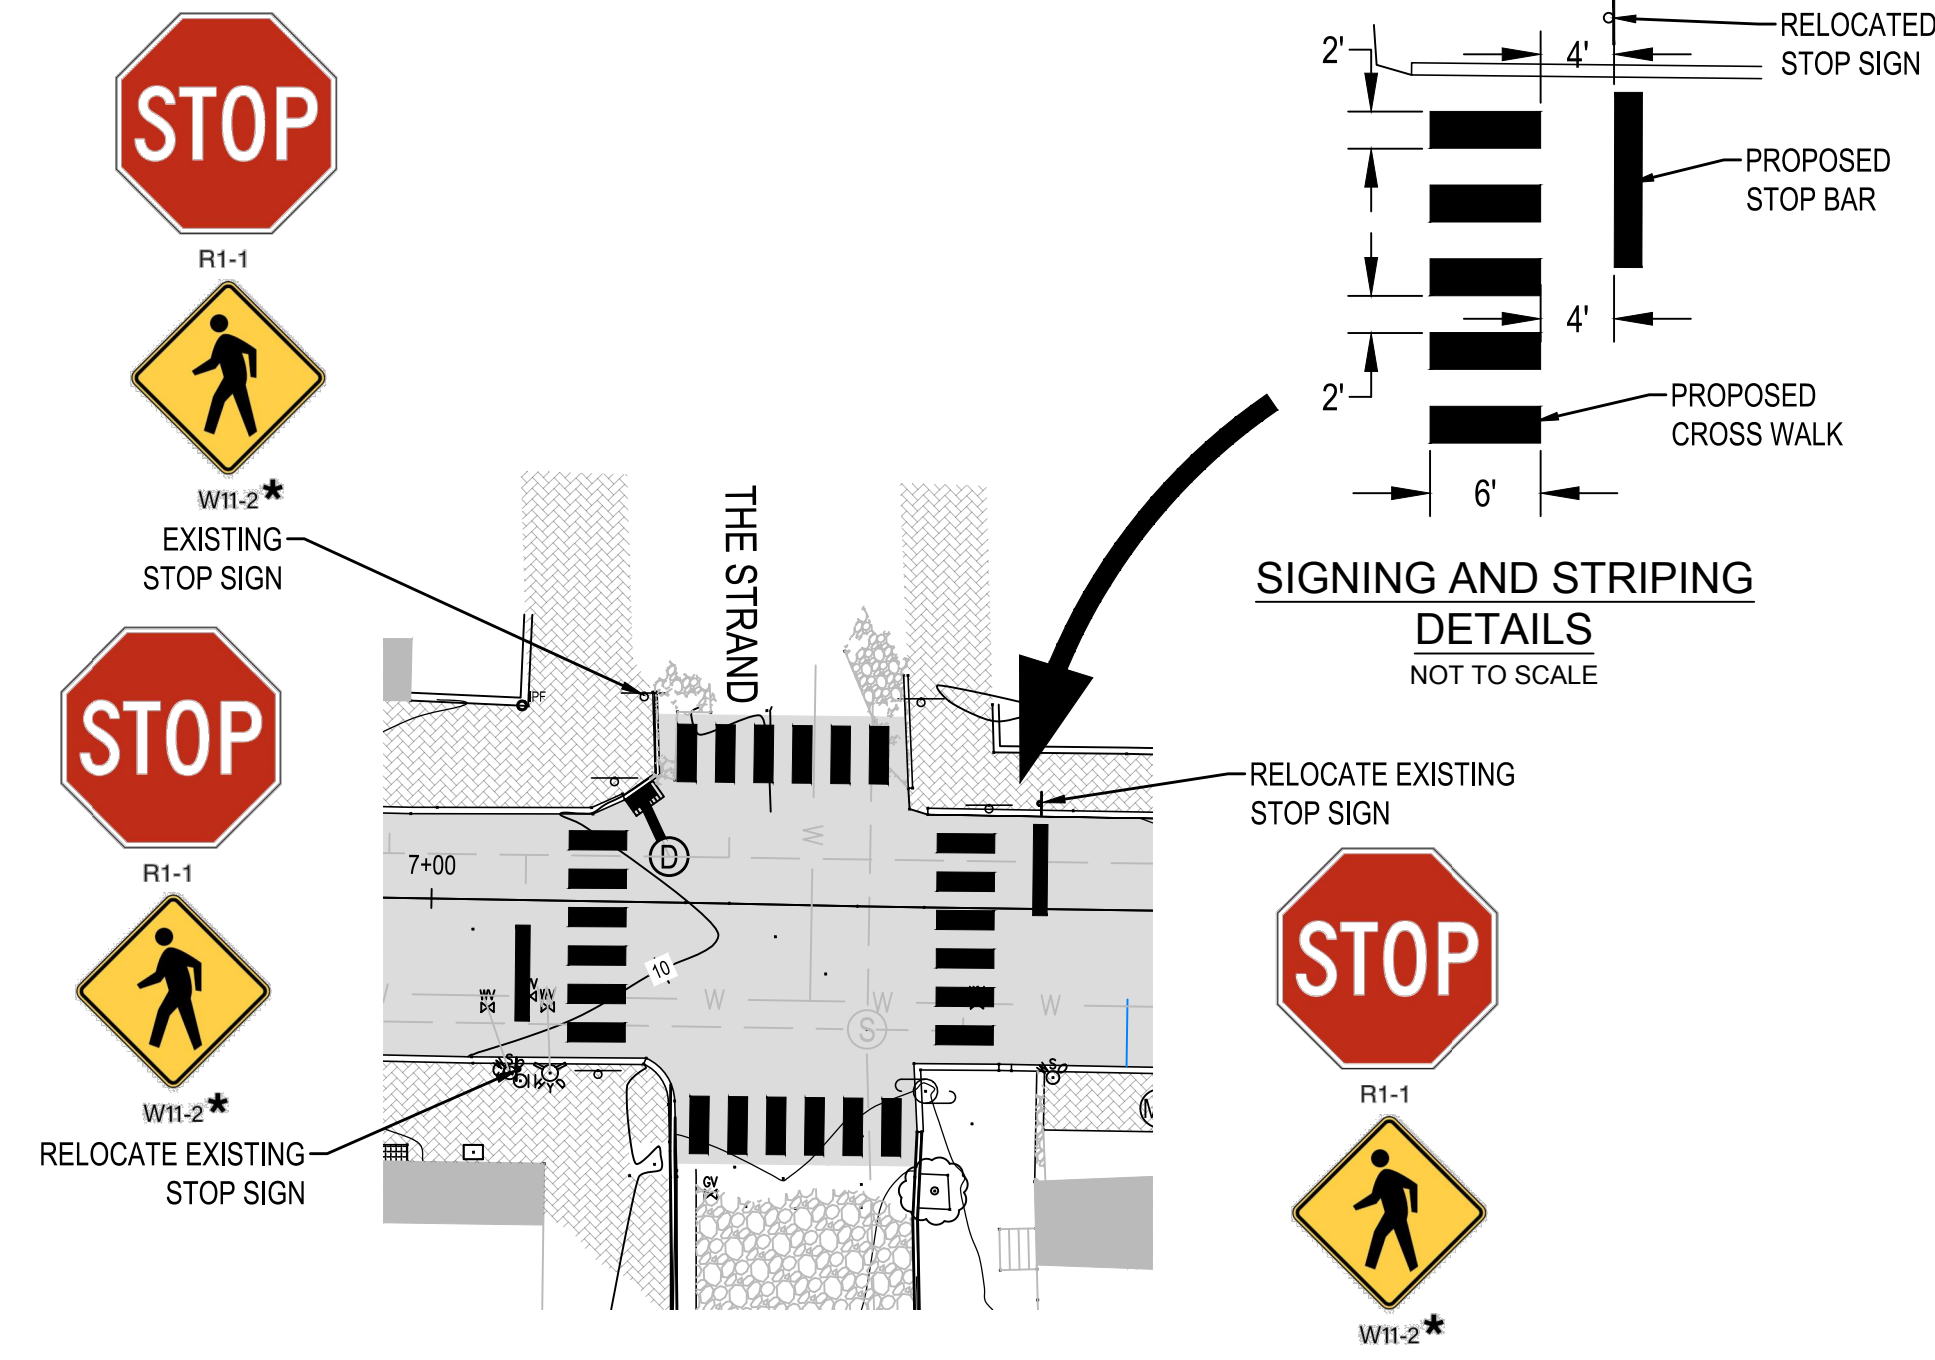 STOP
R1-1
W11-2*
EXISTING
STOP SIGN
STOP
R1-1
W11-2*
RELOCATE EXISTING
STOP SIGN
THE STRAND
IPF
7+00
D
10
W
W
W
W
S
WV
GV
2'
4'
RELOCATED
STOP SIGN
PROPOSED
STOP BAR
4'
2'
PROPOSED
CROSS WALK
6'
SIGNING AND STRIPING
DETAILS
NOT TO SCALE
RELOCATE EXISTING
STOP SIGN
STOP
R1-1
W11-2*